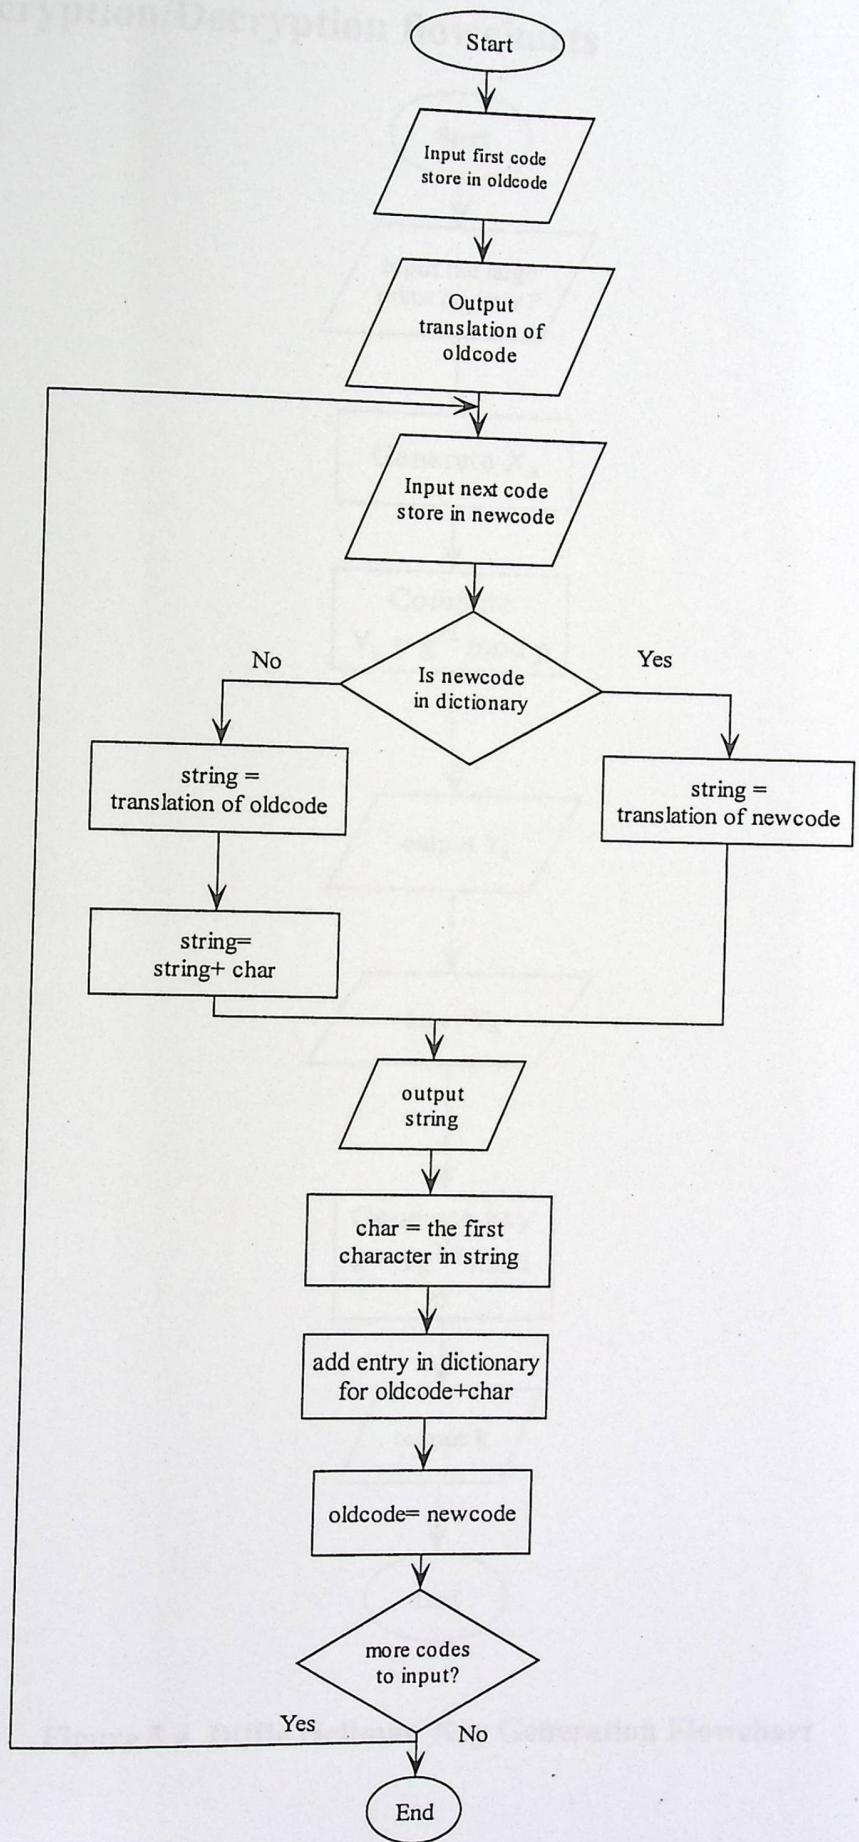 Start
Input first code
store in oldcode
Output
translation of
oldcode
Input next code
store in newcode
Is newcode
in dictionary
No
Yes
string =
translation of oldcode
string =
translation of newcode
string=
string+ char
output
string
char = the first
character in string
add entry in dictionary
for oldcode+char
oldcode= newcode
more codes
to input?
Yes
No
End